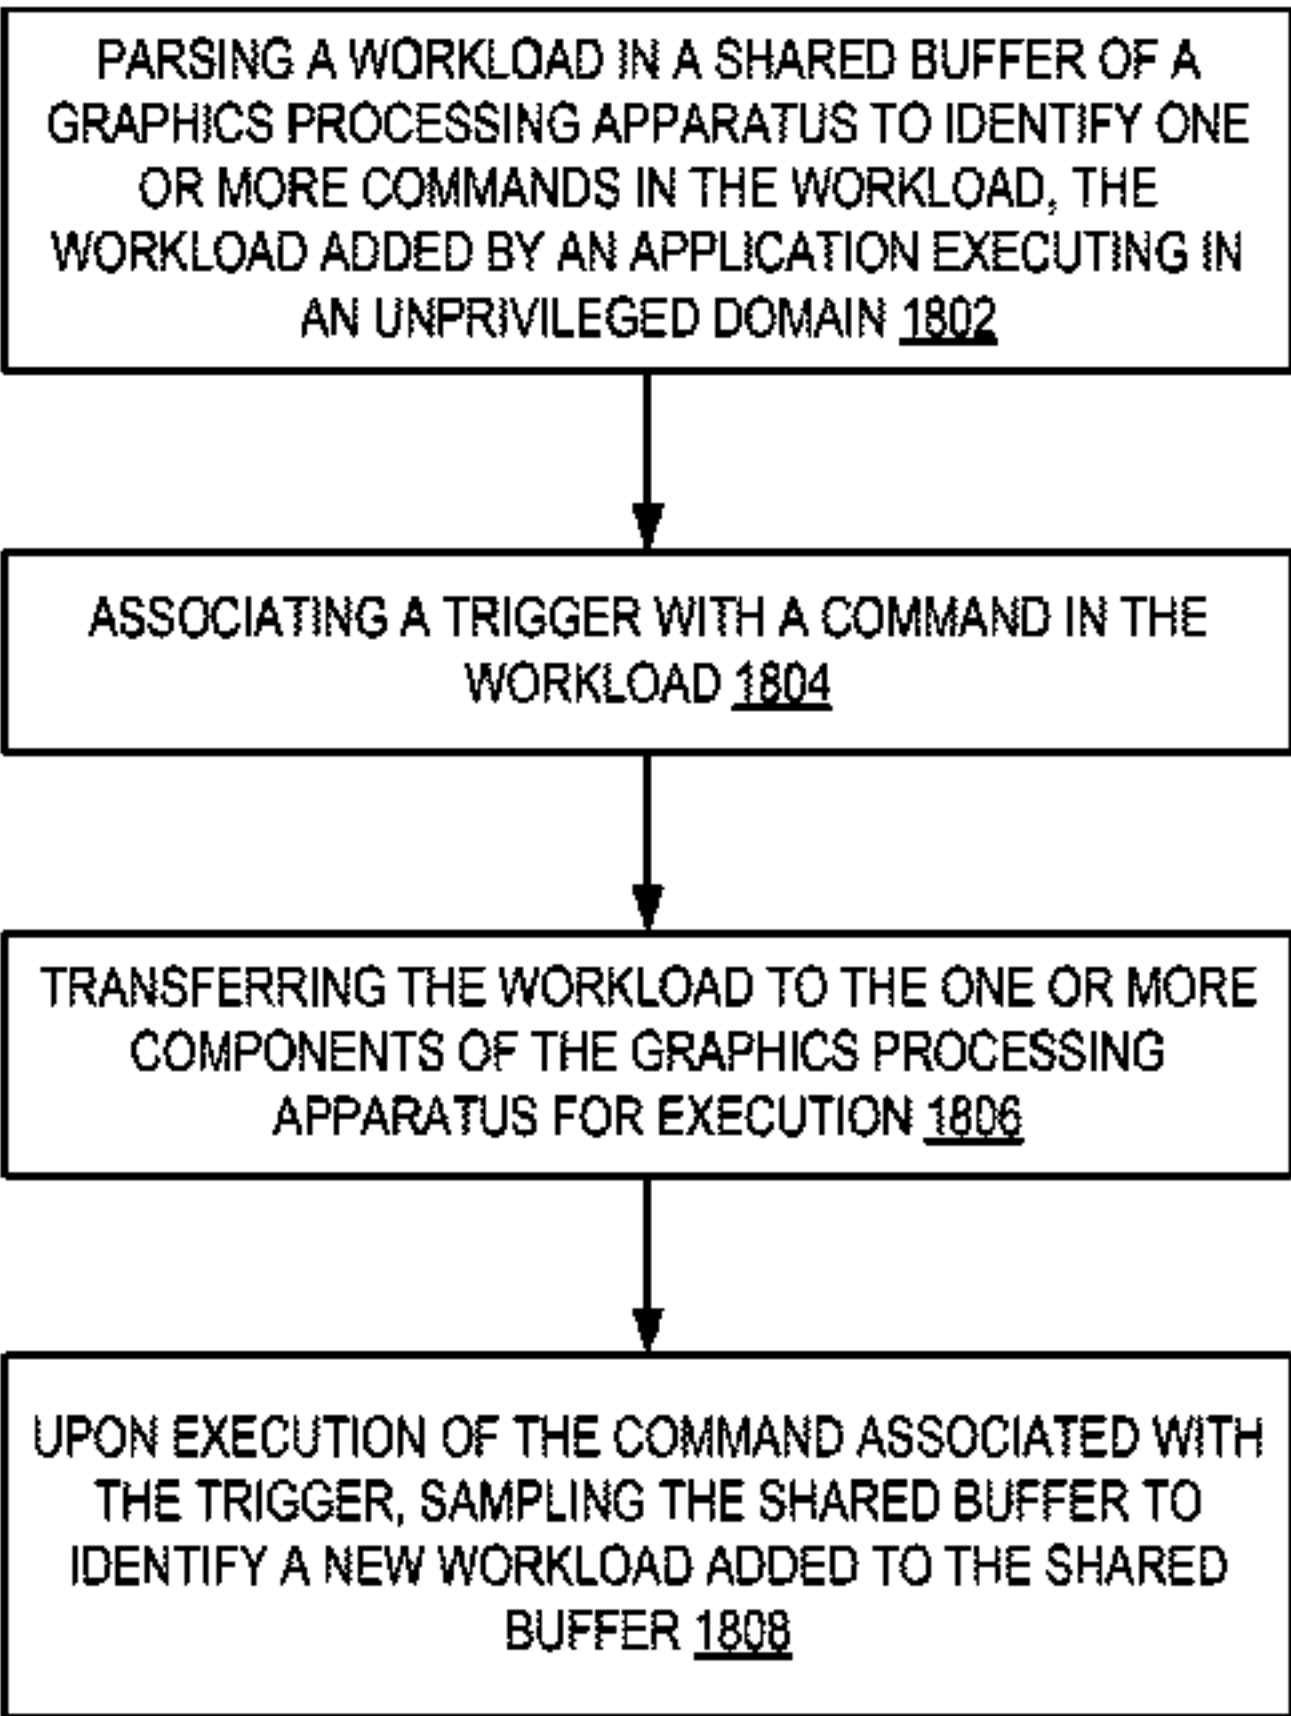 PARSING A WORKLOAD IN A SHARED BUFFER OF A
GRAPHICS PROCESSING APPARATUS TO IDENTIFY ONE
OR MORE COMMANDS IN THE WORKLOAD, THE
WORKLOAD ADDED BY AN APPLICATION EXECUTING IN
AN UNPRIVILEGED DOMAIN 1802
ASSOCIATING A TRIGGER WITH A COMMAND IN THE
WORKLOAD 1804
TRANSFERRING THE WORKLOAD TO THE ONE OR MORE
COMPONENTS OF THE GRAPHICS PROCESSING
APPARATUS FOR EXECUTION 1806
UPON EXECUTION OF THE COMMAND ASSOCIATED WITH
THE TRIGGER, SAMPLING THE SHARED BUFFER TO
IDENTIFY A NEW WORKLOAD ADDED TO THE SHARED
BUFFER 1808